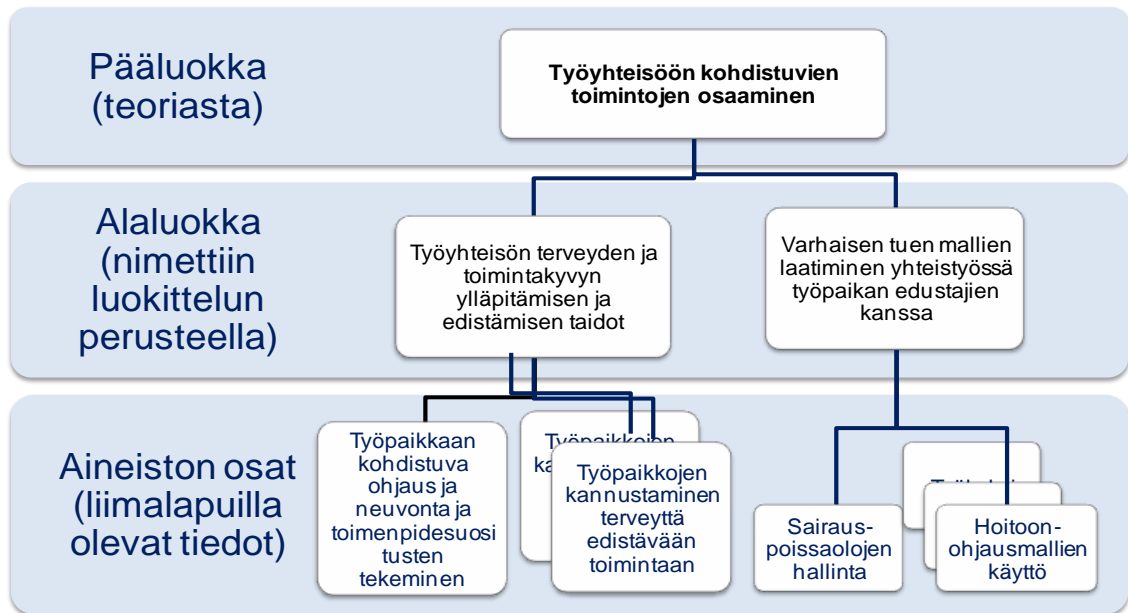 Pääluokka
(teoriasta)
Työyhteisöön kohdistuvien
toimintojen osaaminen
Alaluokka
(nimettiin
luokittelun
perusteella)
Työyhteisön terveyden ja
toimintakyvyn
ylläpitämisen ja
edistämisen taidot
Varhaisen tuen mallien
laatiminen yhteistyössä
työpaikan edustajien
kanssa
Aineiston osat
(liimalapuilla
olevat tiedot)
Työpaikkaan
kohdistuva
ohjaus ja
neuvonta ja
toimenpidesuosi
tusten
tekeminen
Työpaikkojen
Työpaikkojen
kannustaminen
terveyttä
edistävään
toimintaan
Sairaus-
poissaolojen
hallinta
Hoitoon-
ohjausmallien
käyttö